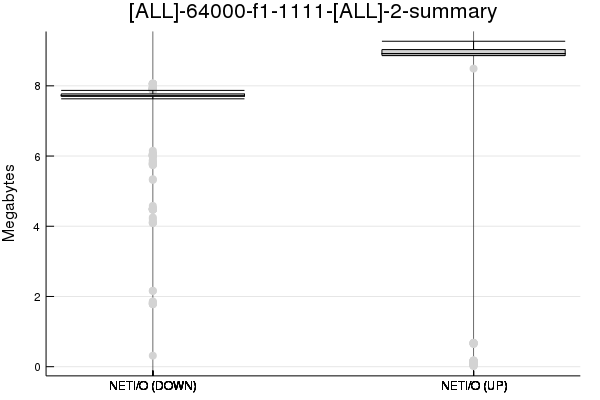 [ALL]-64000-f1-1111-[ALL]-2-summary
Megabytes
8
6
4
2
0
NETI/O (DOWN)
NETI/O (UP)